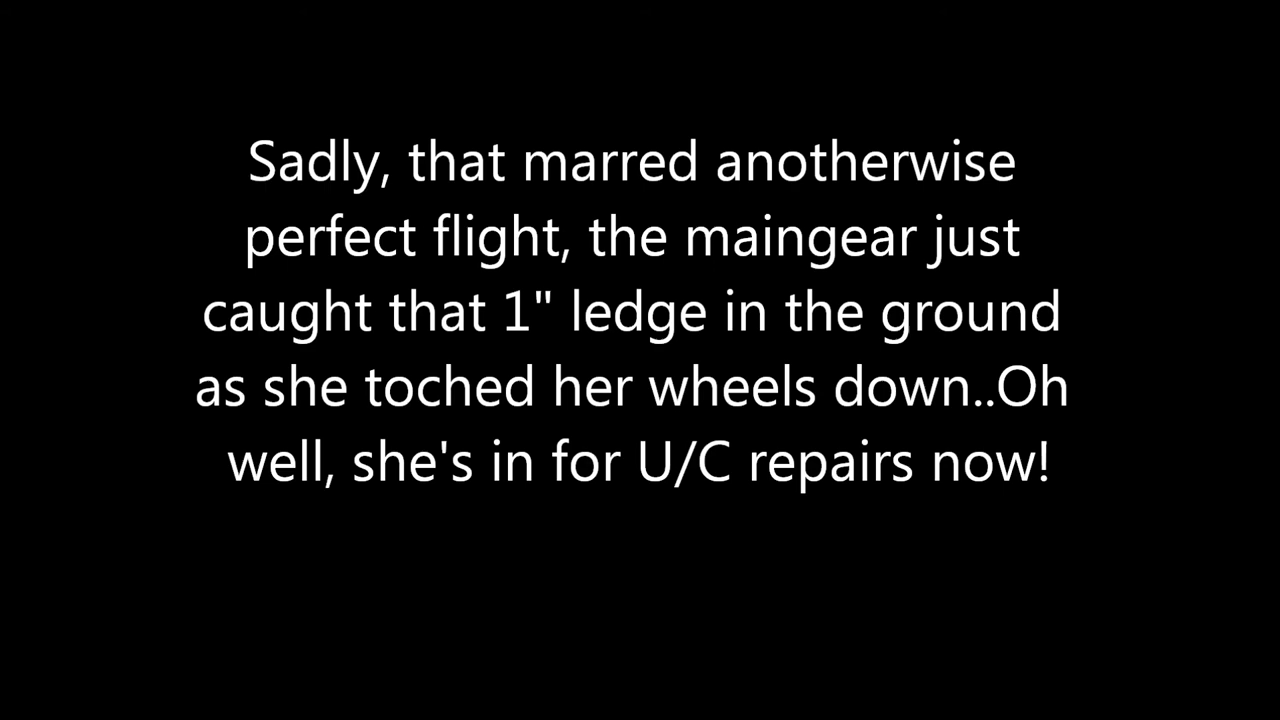 Sadly, that marred anotherwise
perfect flight, the maingear just
caught that 1" ledge in the ground
as she toched her wheels down..Oh
well, she's in for U/C repairs now!